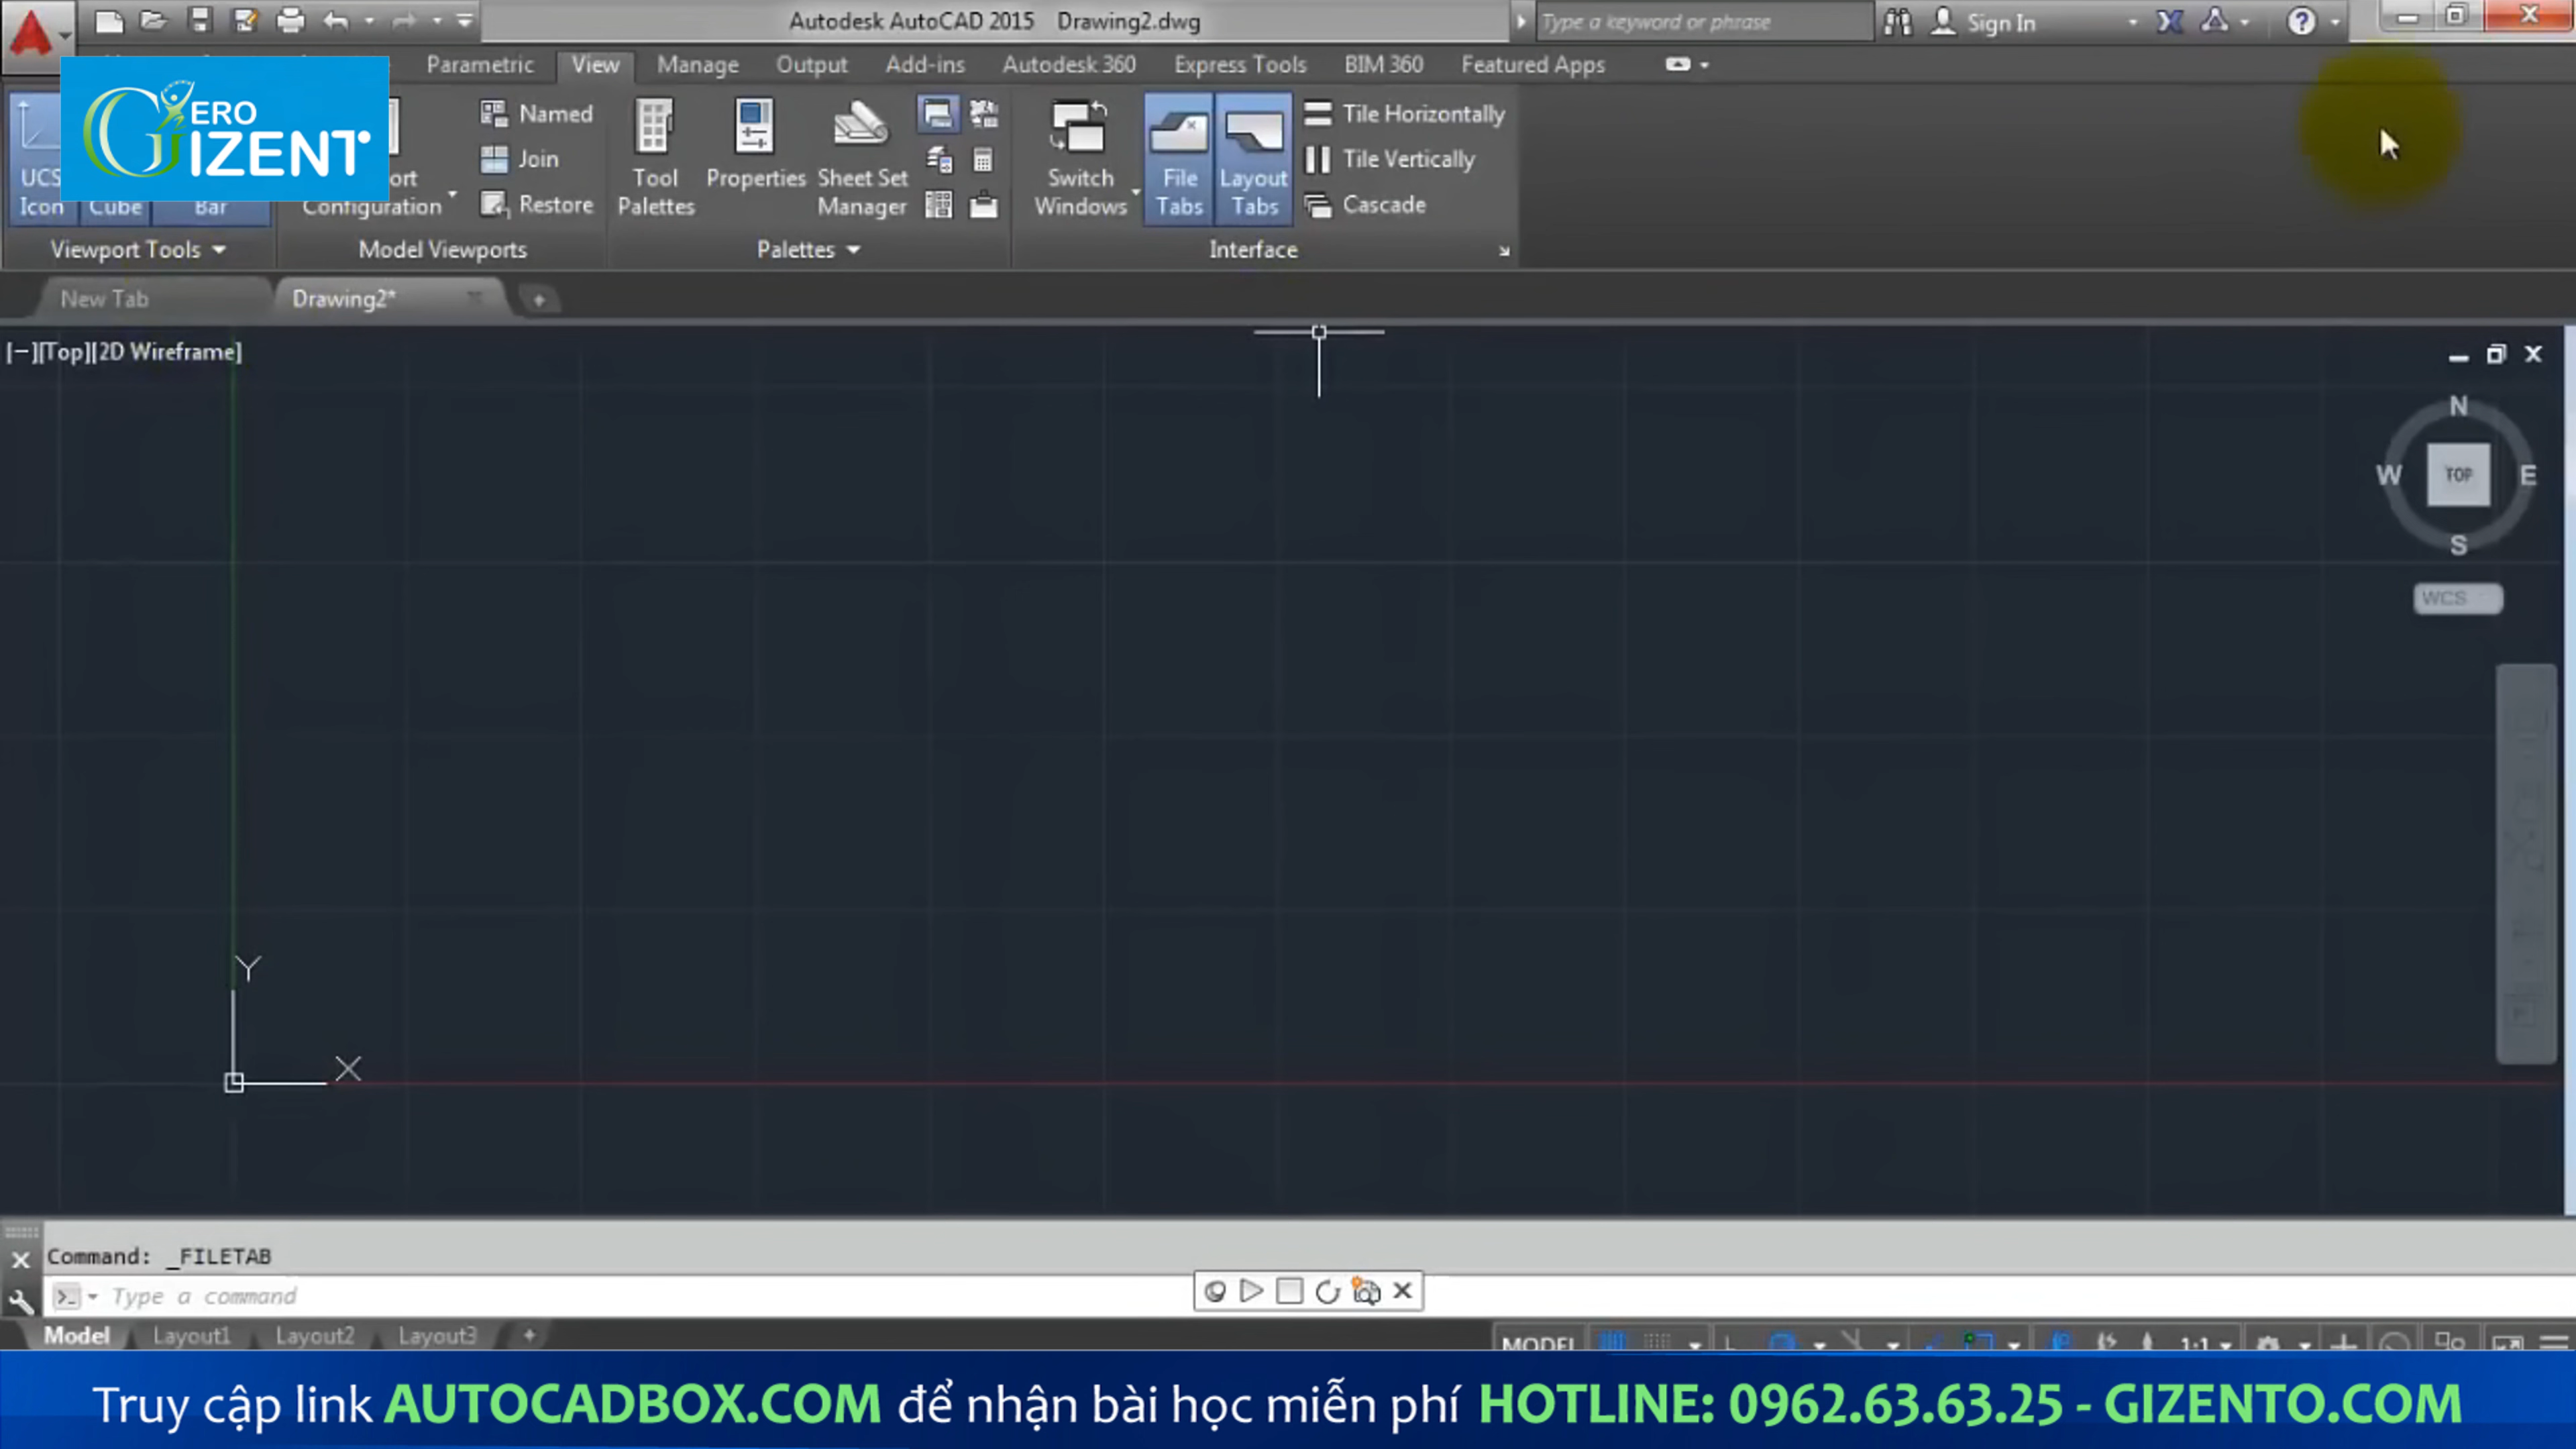 Autodesk AutoCAD 2015 Drawing2.dwg
Type a keyword or phrase
Sign In
Parametric View Manage Output Add-ins Autodesk 360 Express Tools BIM 360 Featured Apps
GERO
GIZENTO
UCS
Icon
Cube
Bar
Configuration
Named
Join
Restore
Tool
Palettes
Properties
Sheet Set
Manager
Switch
Windows
File
Tabs
Layout
Tabs
Tile Horizontally
Tile Vertically
Cascade
Viewport Tools
Model Viewports
Palettes
Interface
New Tab
Drawing2*
[−][Top][2D Wireframe]
N
W
TOP
E
S
WCS
Y
X
Command: _FILETAB
Type a command
Model Layout1 Layout2 Layout3
MODEL
1:1
Truy cập link AUTOCADBOX.COM để nhận bài học miễn phí HOTLINE: 0962.63.63.25 - GIZENTO.COM